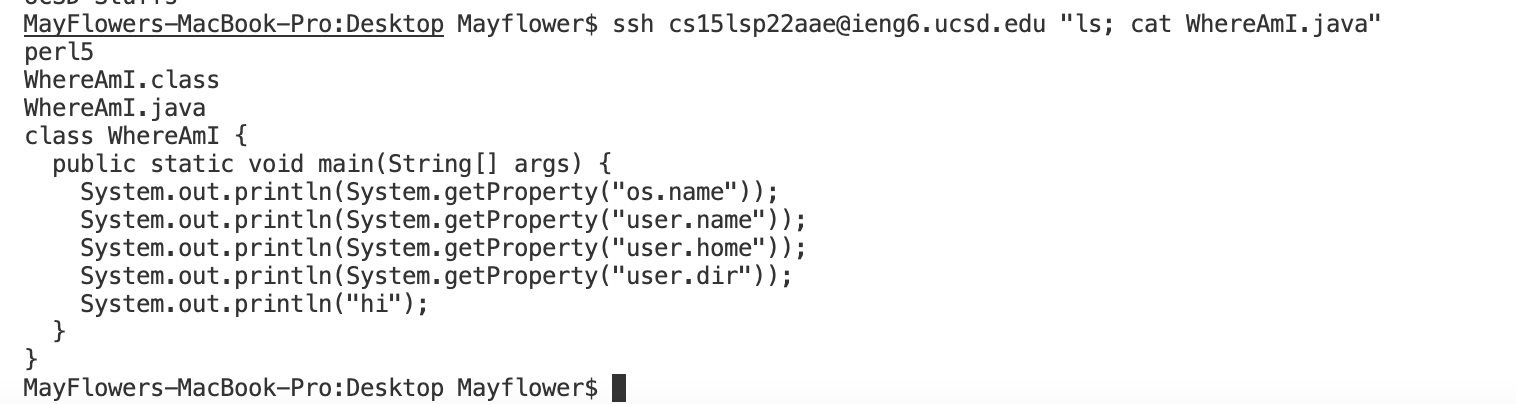 MayFlowers-MacBook-Pro:Desktop Mayflower$ ssh cs15lsp22aae@ieng6.ucsd.edu "ls; cat WhereAmI.java"
perl5
WhereAmI.class
WhereAmI.java
class WhereAmI {
  public static void main(String[] args) {
    System.out.println(System.getProperty("os.name"));
    System.out.println(System.getProperty("user.name"));
    System.out.println(System.getProperty("user.home"));
    System.out.println(System.getProperty("user.dir"));
    System.out.println("hi");
  }
}
MayFlowers-MacBook-Pro:Desktop Mayflower$